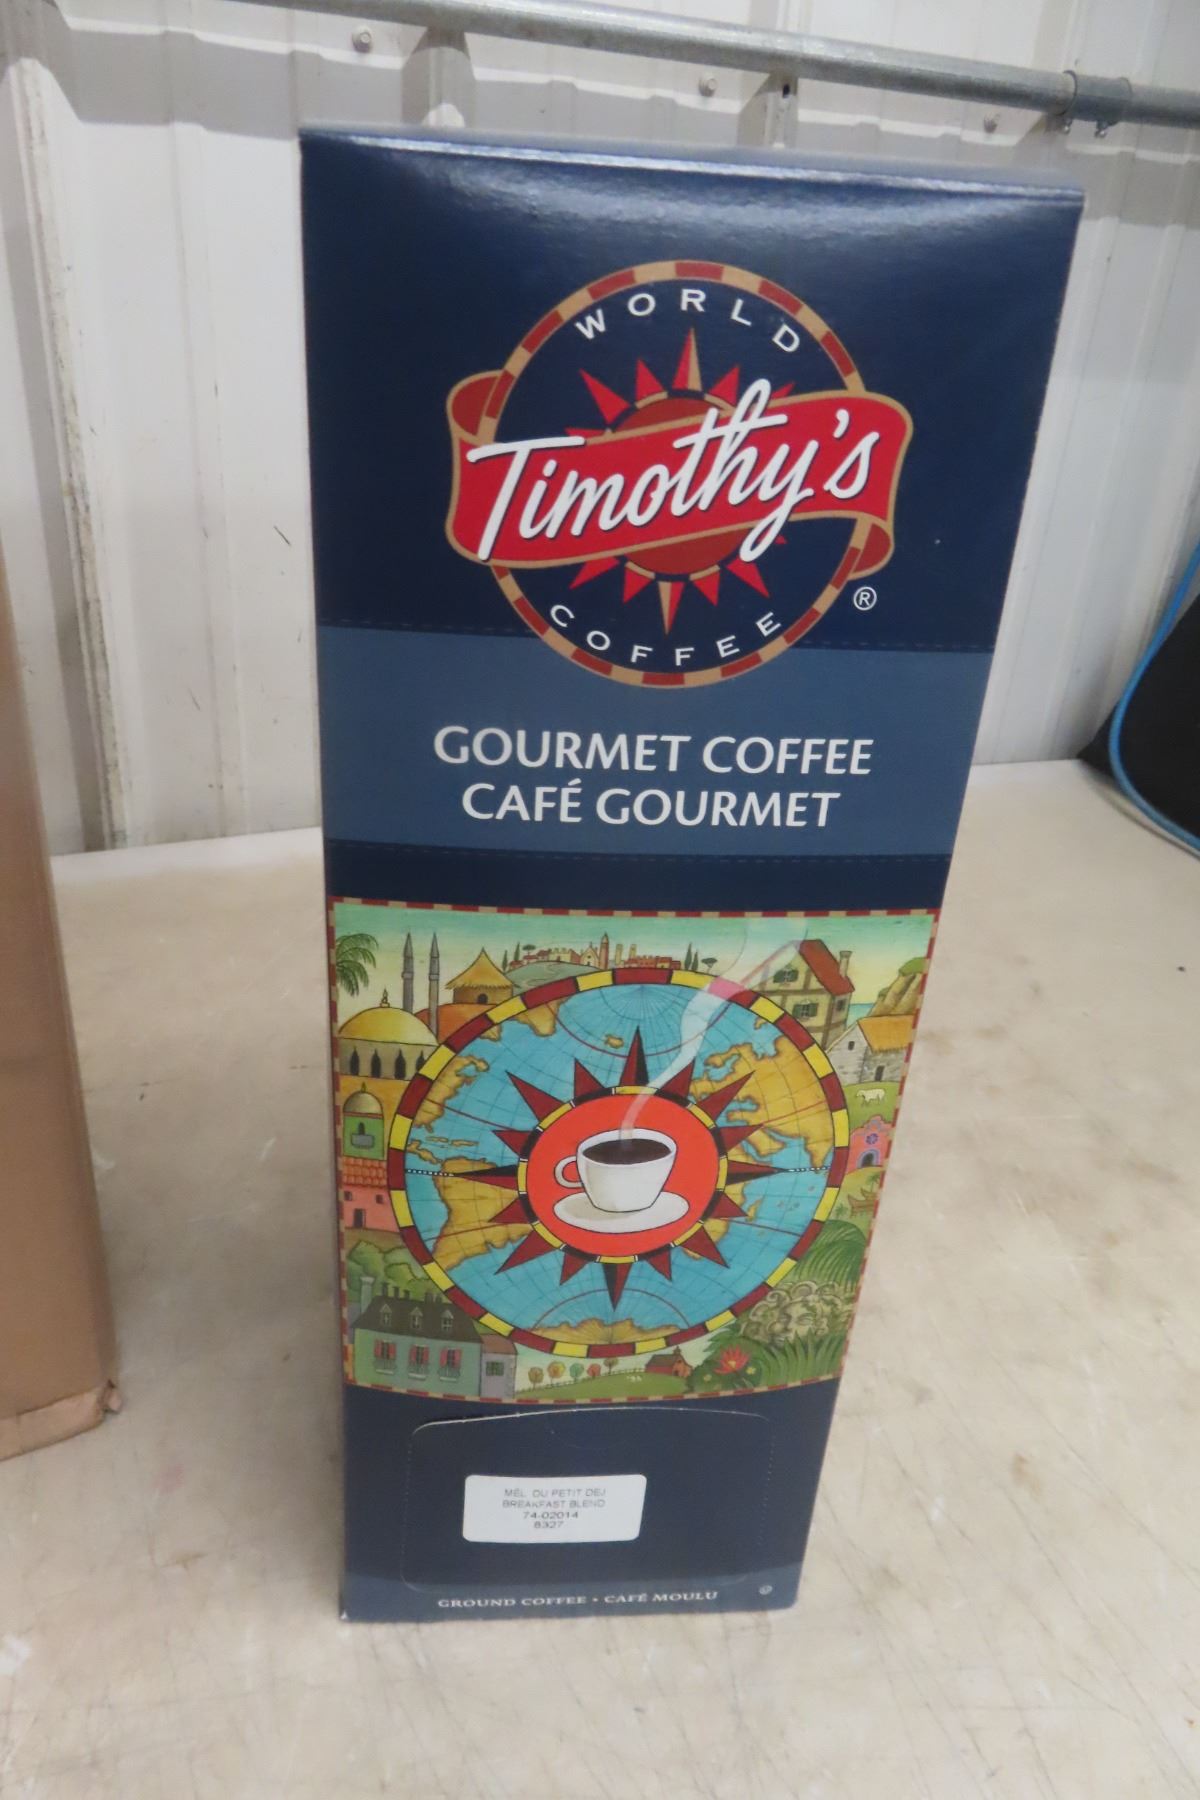 WORLD
Timothy's
COFFEE
®
GOURMET COFFEE
CAFÉ GOURMET
MÉL. DU PETIT DEJ
BREAKFAST BLEND
74-02014
8327
GROUND COFFEE • CAFÉ MOULU